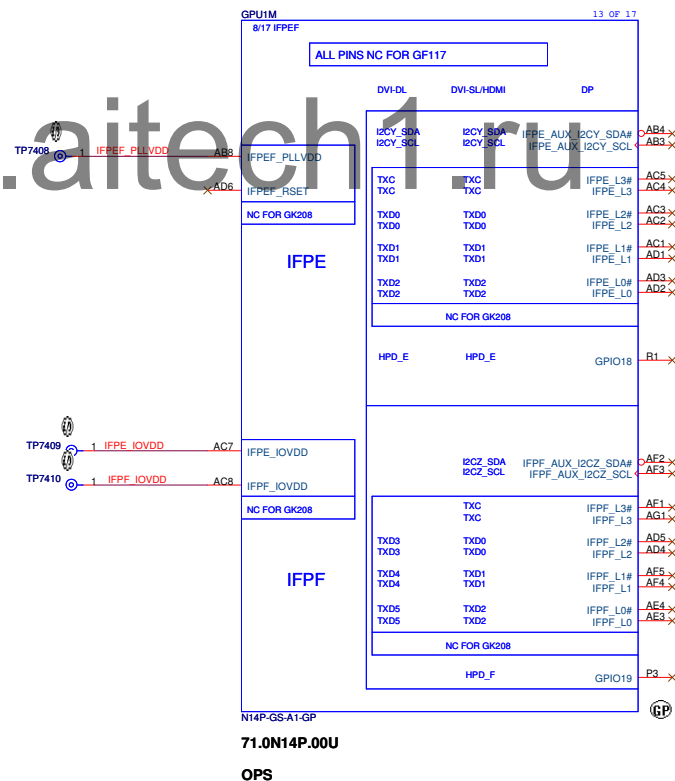 GPU1M 13 OF 17
8/17 IFPEF
ALL PINS NC FOR GF117
DVI-DL DVI-SL/HDMI DP
.aitech1.ru
I2CY_SDA I2CY_SDA IFPE_AUX_I2CY_SDA# AB4
I2CY_SCL I2CY_SCL IFPE_AUX_I2CY_SCL AB3
TP7408 1 IFPEF_PLLVDD AB8 IFPEF_PLLVDD
AD6 IFPEF_RSET
NC FOR GK208
TXC TXC IFPE_L3# AC5
TXC TXC IFPE_L3 AC4
TXD0 TXD0 IFPE_L2# AC3
TXD0 TXD0 IFPE_L2 AC2
IFPE
TXD1 TXD1 IFPE_L1# AC1
TXD1 TXD1 IFPE_L1 AD1
TXD2 TXD2 IFPE_L0# AD3
TXD2 TXD2 IFPE_L0 AD2
NC FOR GK208
HPD_E HPD_E GPIO18 R1
TP7409 1 IFPE_IOVDD AC7 IFPE_IOVDD
TP7410 1 IFPF_IOVDD AC8 IFPF_IOVDD
NC FOR GK208
I2CZ_SDA IFPF_AUX_I2CZ_SDA# AF2
I2CZ_SCL IFPF_AUX_I2CZ_SCL AF3
TXC IFPF_L3# AF1
TXC IFPF_L3 AG1
TXD3 TXD0 IFPF_L2# AD5
TXD3 TXD0 IFPF_L2 AD4
IFPF
TXD4 TXD1 IFPF_L1# AF5
TXD4 TXD1 IFPF_L1 AF4
TXD5 TXD2 IFPF_L0# AE4
TXD5 TXD2 IFPF_L0 AE3
NC FOR GK208
HPD_F GPIO19 P3
GP
N14P-GS-A1-GP
71.0N14P.00U
OPS